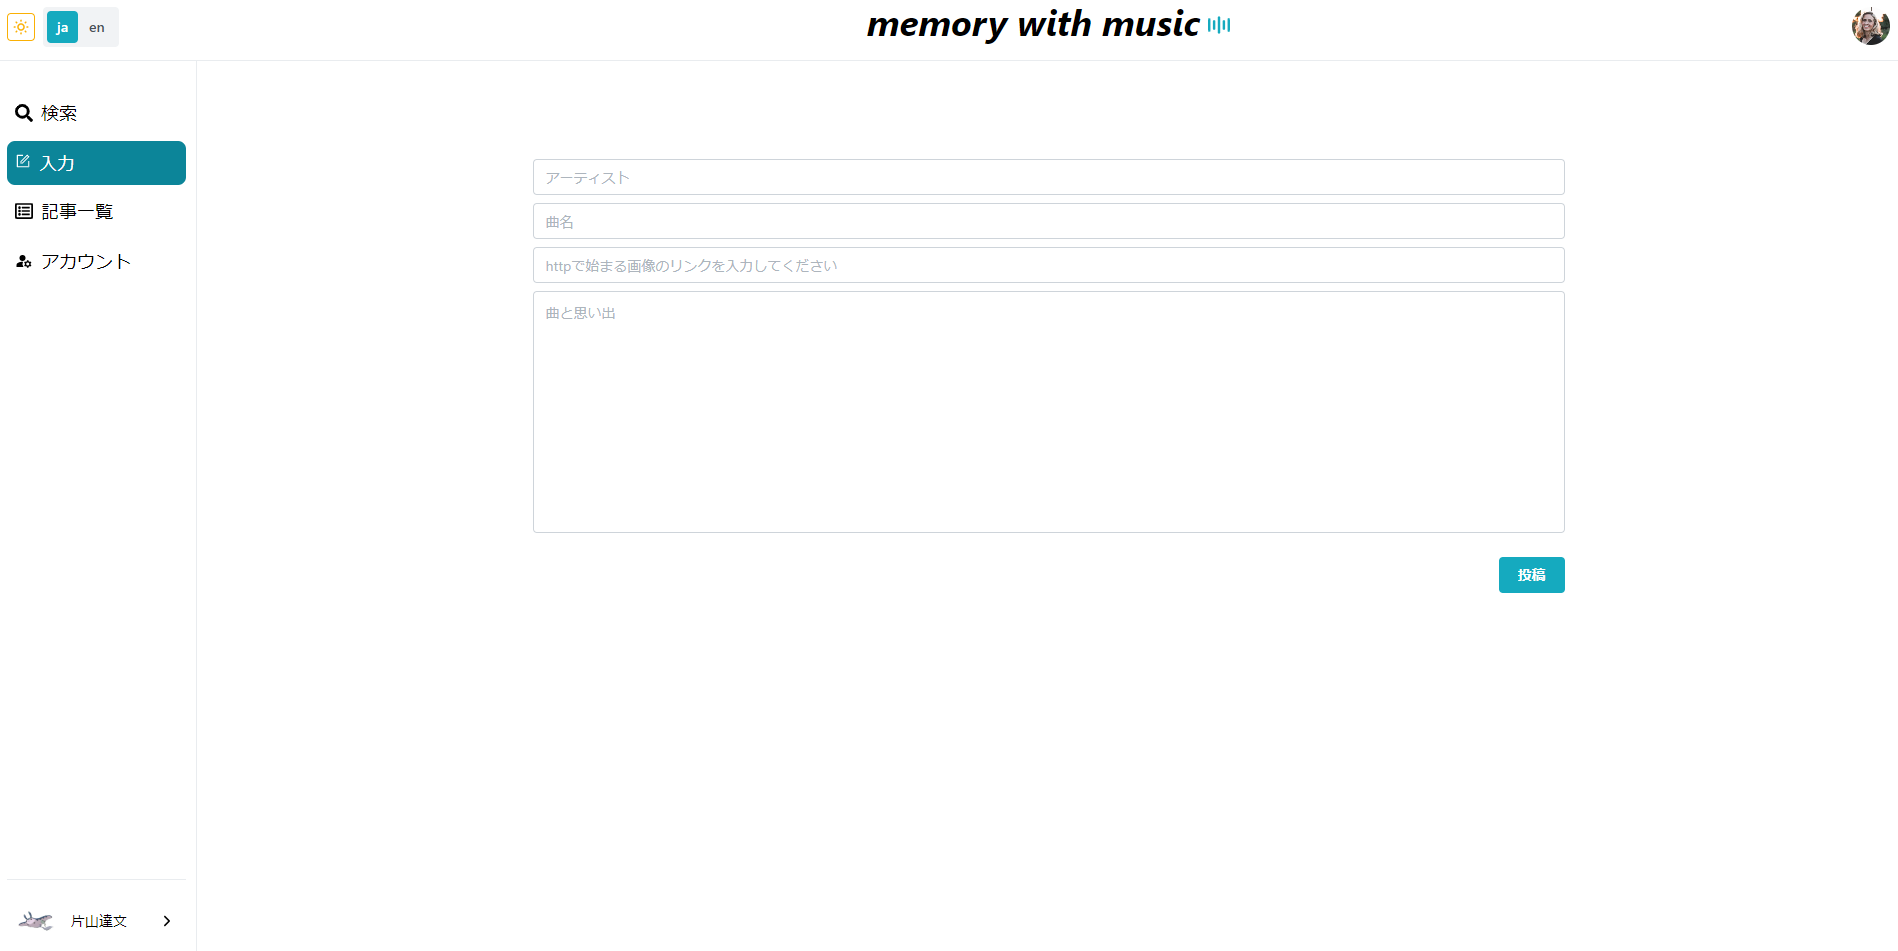 ja en
memory with music
検索
入力
記事一覧
アカウント
アーティスト
曲名
httpで始まる画像のリンクを入力してください
曲と思い出
投稿
片山達文